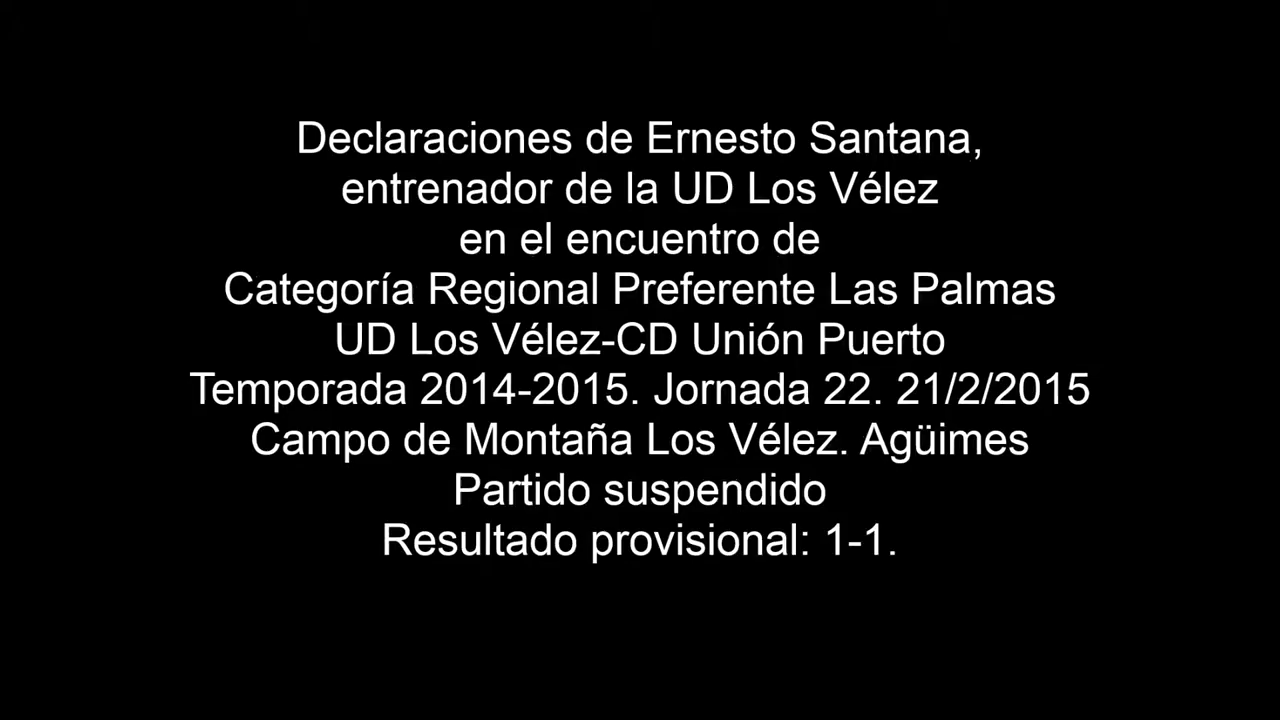 Declaraciones de Ernesto Santana,
entrenador de la UD Los Vélez
en el encuentro de
Categoría Regional Preferente Las Palmas
UD Los Vélez-CD Unión Puerto
Temporada 2014-2015. Jornada 22. 21/2/2015
Campo de Montaña Los Vélez. Agüimes
Partido suspendido
Resultado provisional: 1-1.